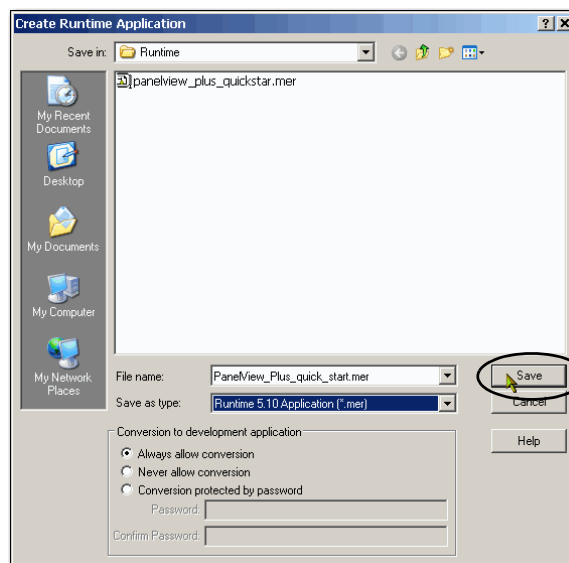 Create Runtime Application
Save in:
Runtime
panelview_plus_quickstar.mer
My Recent
Documents
Desktop
My Documents
My Computer
My Network
Places
File name:
PanelView_Plus_quick_start.mer
Save
Save as type:
Runtime 5.10 Application (*.mer)
Cancel
Conversion to development application
Help
Always allow conversion
Never allow conversion
Conversion protected by password
Password:
Confirm Password: